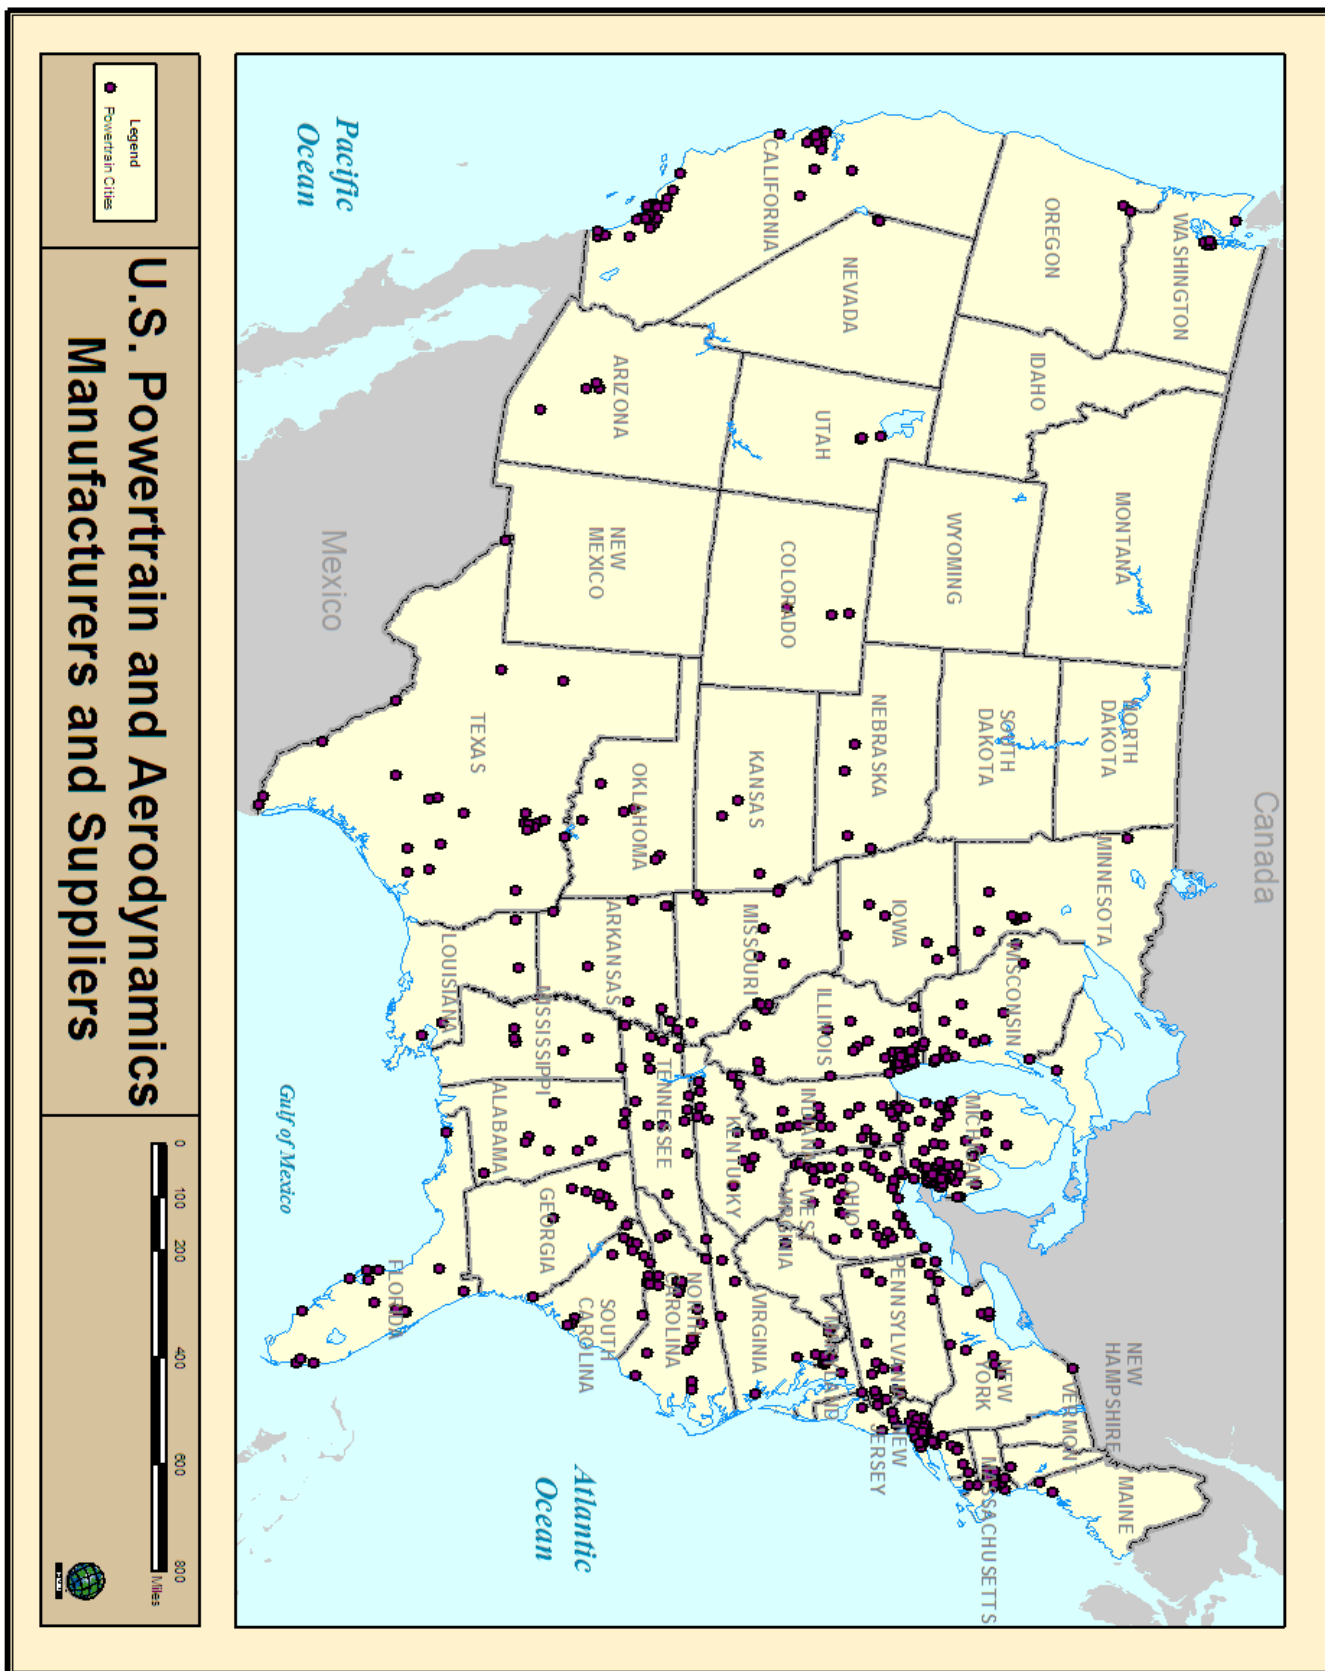 Canada
WASHINGTON
OREGON
IDAHO
MONTANA
NORTH
DAKOTA
SOUTH
DAKOTA
MINNESOTA
WISCONSIN
MICHIGAN
WYOMING
NEBRASKA
IOWA
ILLINOIS
INDIANA
OHIO
PENNSYLVANIA
NEW
YORK
VERMONT
NEW
HAMPSHIRE
MAINE
MASSACHUSETTS
NEW
JERSEY
MARYLAND
WEST
VIRGINIA
VIRGINIA
CALIFORNIA
NEVADA
UTAH
COLORADO
KANSAS
MISSOURI
KENTUCKY
ARIZONA
NEW
MEXICO
OKLAHOMA
ARKANSAS
TENNESSEE
NORTH
CAROLINA
SOUTH
CAROLINA
TEXAS
LOUISIANA
MISSISSIPPI
ALABAMA
GEORGIA
FLORIDA
Pacific
Ocean
Mexico
Gulf of Mexico
Atlantic
Ocean
Legend
Powertrain Cities
U.S. Powertrain and Aerodynamics
Manufacturers and Suppliers
0 100 200 400 600 800
Miles